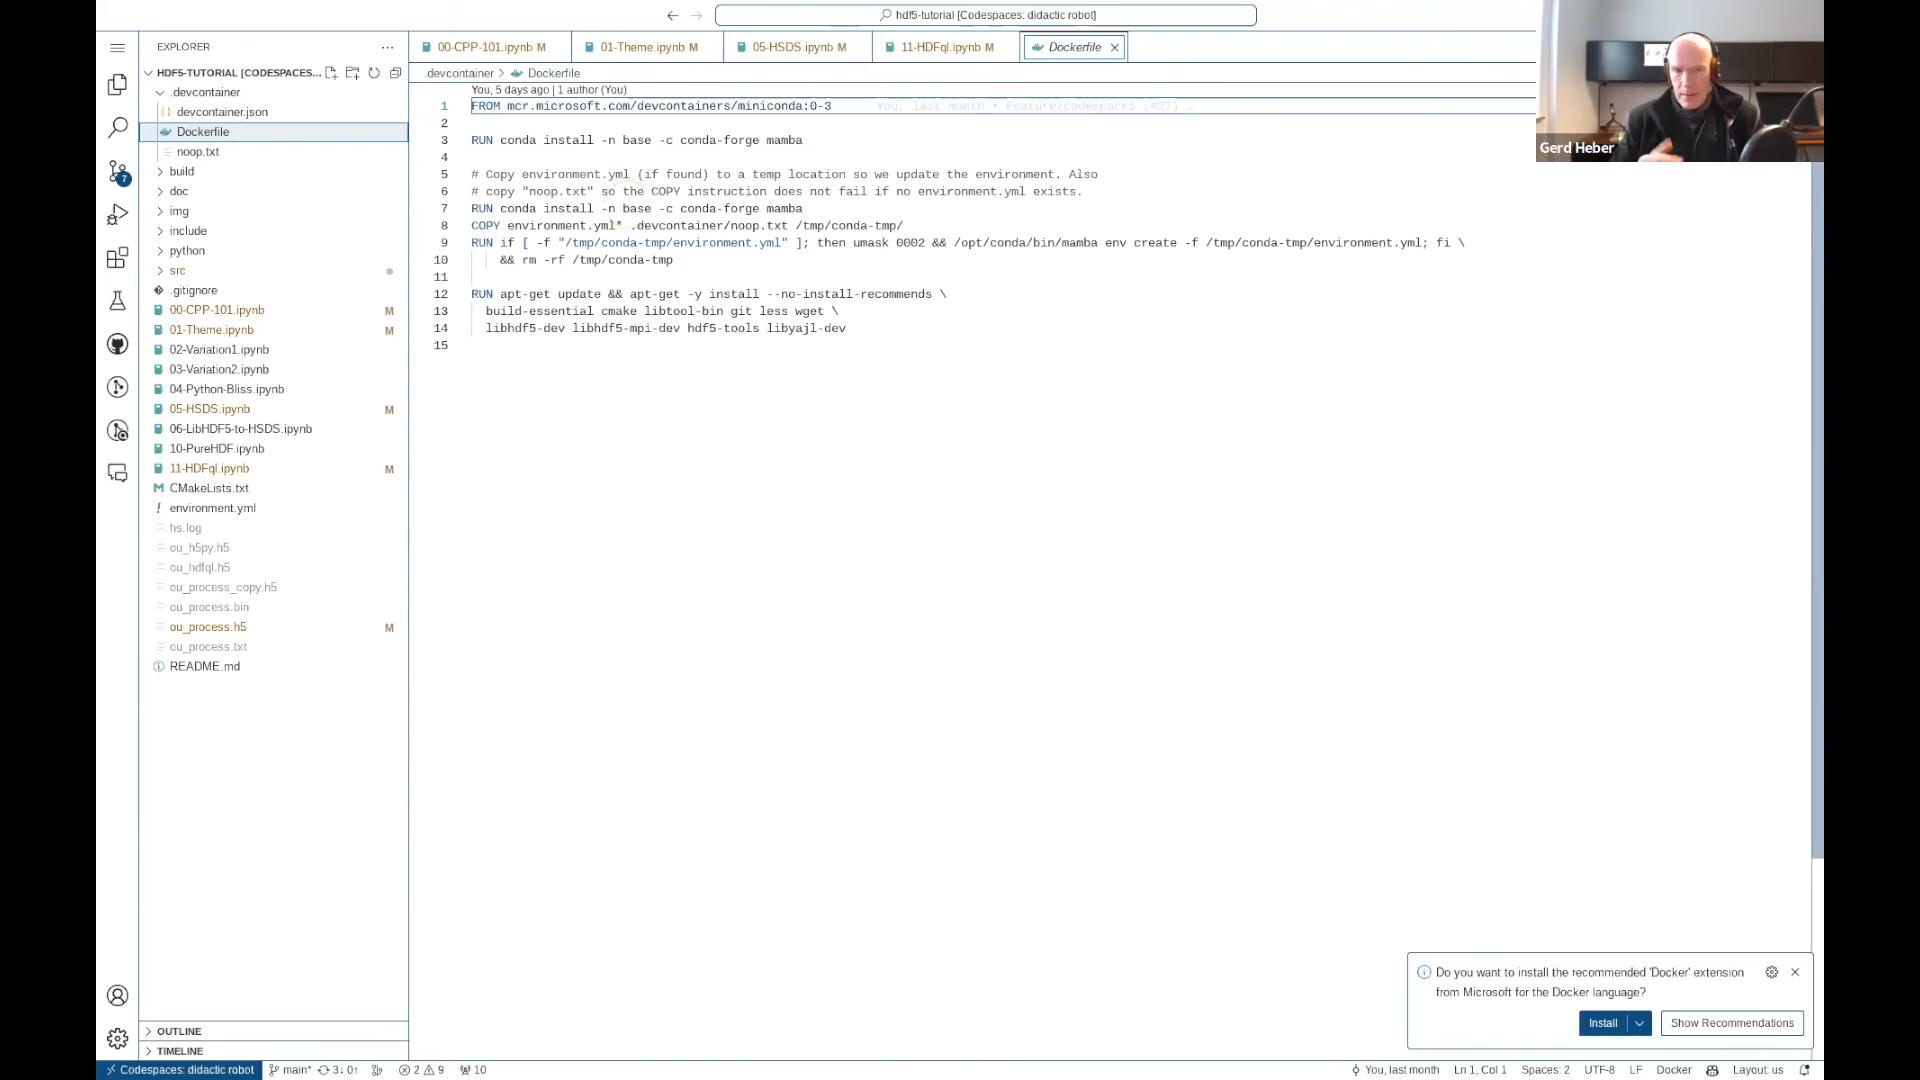 hdf5-tutorial [Codespaces: didactic robot]
EXPLORER
HDF5-TUTORIAL [CODESPACES...
.devcontainer
devcontainer.json
Dockerfile
noop.txt
build
doc
img
include
python
src
.gitignore
00-CPP-101.ipynb M
01-Theme.ipynb M
02-Variation1.ipynb
03-Variation2.ipynb
04-Python-Bliss.ipynb
05-HSDS.ipynb M
06-LibHDF5-to-HSDS.ipynb
10-PureHDF.ipynb
11-HDFql.ipynb M
CMakeLists.txt
environment.yml
hs.log
ou_h5py.h5
ou_hdfql.h5
ou_process_copy.h5
ou_process.bin
ou_process.h5 M
ou_process.txt
README.md
OUTLINE
TIMELINE
7
00-CPP-101.ipynb M
01-Theme.ipynb M
05-HSDS.ipynb M
11-HDFql.ipynb M
Dockerfile
.devcontainer > Dockerfile
You, 5 days ago | 1 author (You)
1 FROM mcr.microsoft.com/devcontainers/miniconda:0-3 You, last month • Feature/codespaces (#27) …
2
3 RUN conda install -n base -c conda-forge mamba
4
5 # Copy environment.yml (if found) to a temp location so we update the environment. Also
6 # copy "noop.txt" so the COPY instruction does not fail if no environment.yml exists.
7 RUN conda install -n base -c conda-forge mamba
8 COPY environment.yml* .devcontainer/noop.txt /tmp/conda-tmp/
9 RUN if [ -f "/tmp/conda-tmp/environment.yml" ]; then umask 0002 && /opt/conda/bin/mamba env create -f /tmp/conda-tmp/environment.yml; fi \
10 && rm -rf /tmp/conda-tmp
11
12 RUN apt-get update && apt-get -y install --no-install-recommends \
13 build-essential cmake libtool-bin git less wget \
14 libhdf5-dev libhdf5-mpi-dev hdf5-tools libyajl-dev
15
Gerd Heber
Do you want to install the recommended 'Docker' extension
from Microsoft for the Docker language?
Install
Show Recommendations
Codespaces: didactic robot main* 3↓ 0↑ 2 9 10
You, last month Ln 1, Col 1 Spaces: 2 UTF-8 LF Docker Layout: us